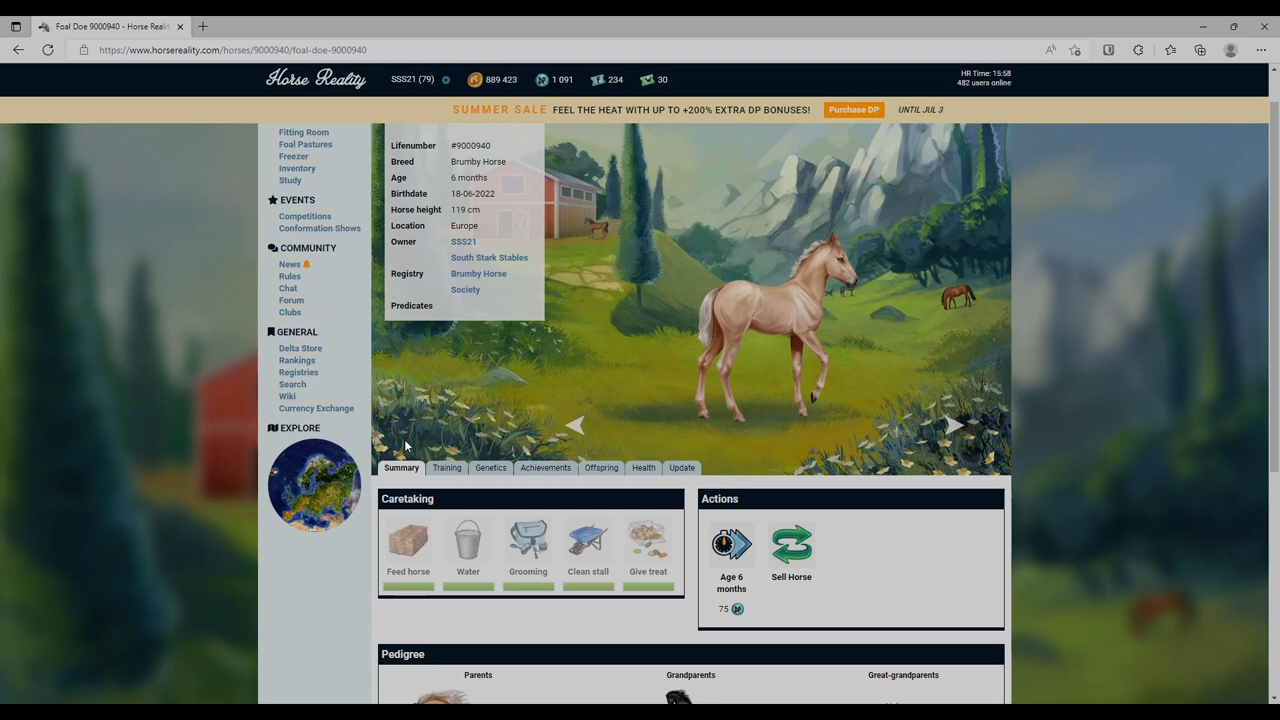 Foal Doe 9000940 - Horse Realit
https://www.horsereality.com/horses/9000940/foal-doe-9000940
Horse Reality
SSS21 (79)
889 423
1 091
234
30
HR Time: 15:58
482 users online
SUMMER SALE FEEL THE HEAT WITH UP TO +200% EXTRA DP BONUSES! Purchase DP UNTIL JUL 3
Fitting Room
Foal Pastures
Freezer
Inventory
Study
EVENTS
Competitions
Conformation Shows
COMMUNITY
News
Rules
Chat
Forum
Clubs
GENERAL
Delta Store
Rankings
Registries
Search
Wiki
Currency Exchange
EXPLORE
Lifenumber #9000940
Breed Brumby Horse
Age 6 months
Birthdate 18-06-2022
Horse height 119 cm
Location Europe
Owner SSS21
South Stark Stables
Registry Brumby Horse
Society
Predicates
Summary Training Genetics Achievements Offspring Health Update
Caretaking
Feed horse Water Grooming Clean stall Give treat
Actions
Age 6
months
75
Sell Horse
Pedigree
Parents Grandparents Great-grandparents